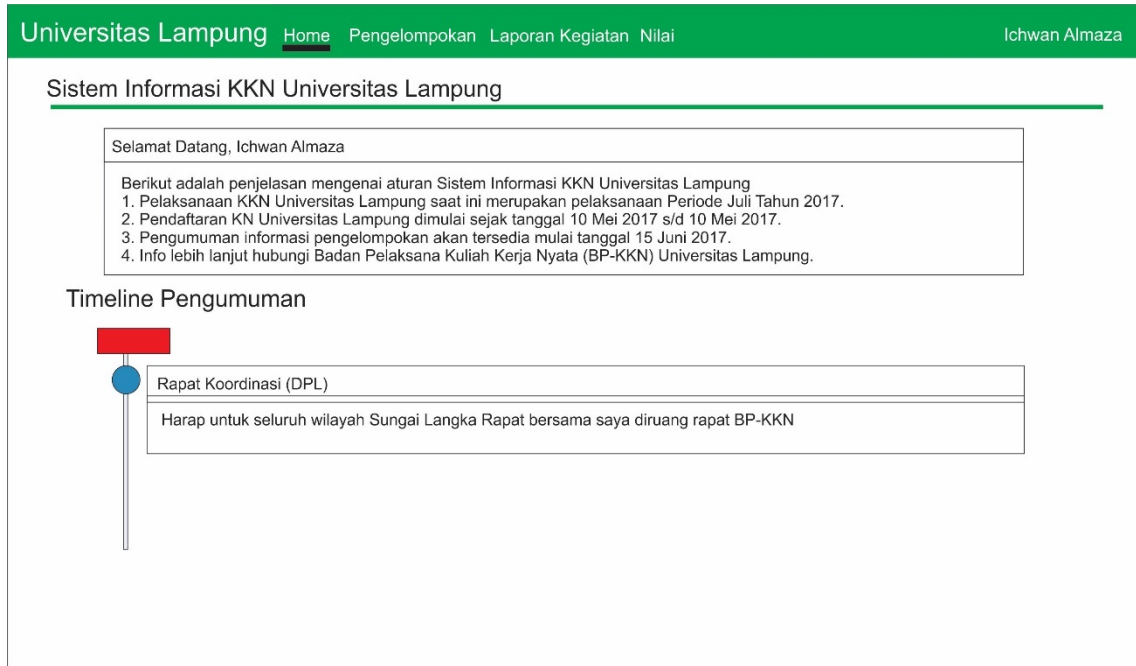 Universitas Lampung Home Pengelompokan Laporan Kegiatan Nilai Ichwan Almaza
Sistem Informasi KKN Universitas Lampung
Selamat Datang, Ichwan Almaza
Berikut adalah penjelasan mengenai aturan Sistem Informasi KKN Universitas Lampung
1. Pelaksanaan KKN Universitas Lampung saat ini merupakan pelaksanaan Periode Juli Tahun 2017.
2. Pendaftaran KN Universitas Lampung dimulai sejak tanggal 10 Mei 2017 s/d 10 Mei 2017.
3. Pengumuman informasi pengelompokan akan tersedia mulai tanggal 15 Juni 2017.
4. Info lebih lanjut hubungi Badan Pelaksana Kuliah Kerja Nyata (BP-KKN) Universitas Lampung.
Timeline Pengumuman
Rapat Koordinasi (DPL)
Harap untuk seluruh wilayah Sungai Langka Rapat bersama saya diruang rapat BP-KKN